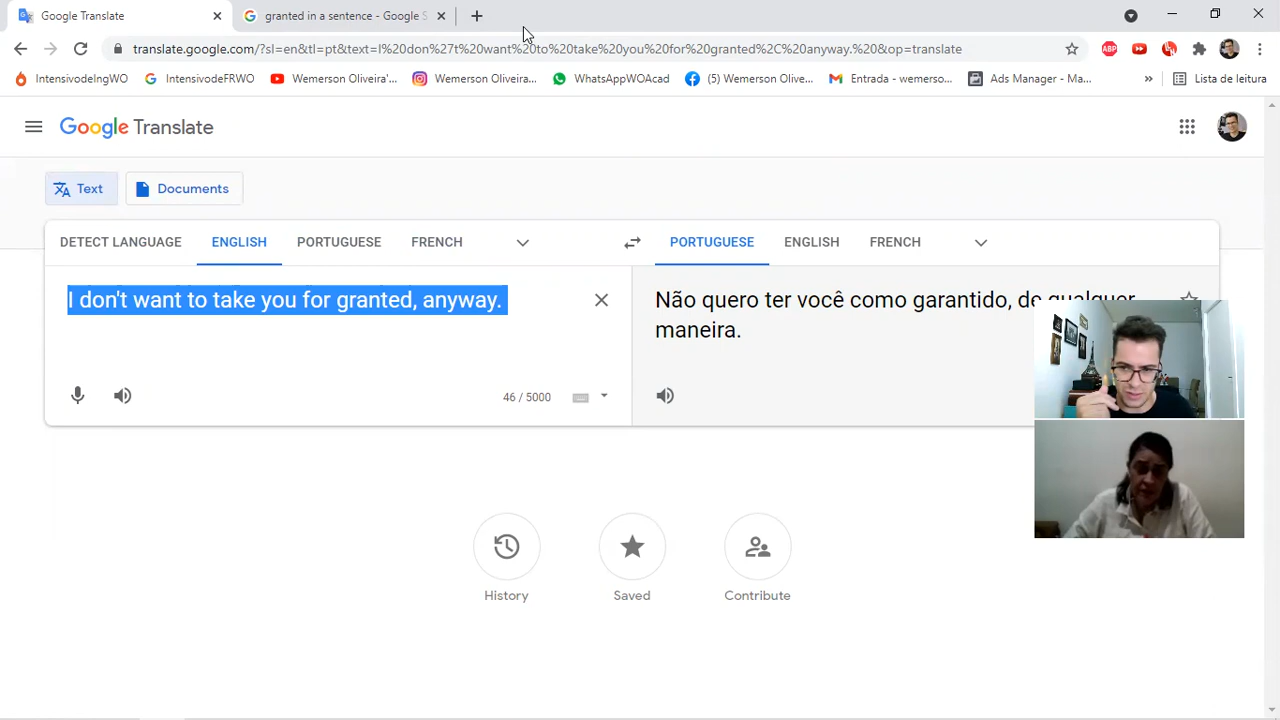 Google Translate
granted in a sentence - Google S
translate.google.com/?sl=en&tl=pt&text=I%20don%27t%20want%20to%20take%20you%20for%20granted%2C%20anyway.%20&op=translate
ABP
IntensivodeIngWO
IntensivodeFRWO
Wemerson Oliveira'...
Wemerson Oliveira...
WhatsAppWOAcad
(5) Wemerson Olive...
Entrada - wemerso...
Ads Manager - Ma...
»
Lista de leitura
Google Translate
Text
Documents
DETECT LANGUAGE
ENGLISH
PORTUGUESE
FRENCH
PORTUGUESE
ENGLISH
FRENCH
I don't want to take you for granted, anyway.
Não quero ter você como garantido, de qualquer
maneira.
46 / 5000
History
Saved
Contribute